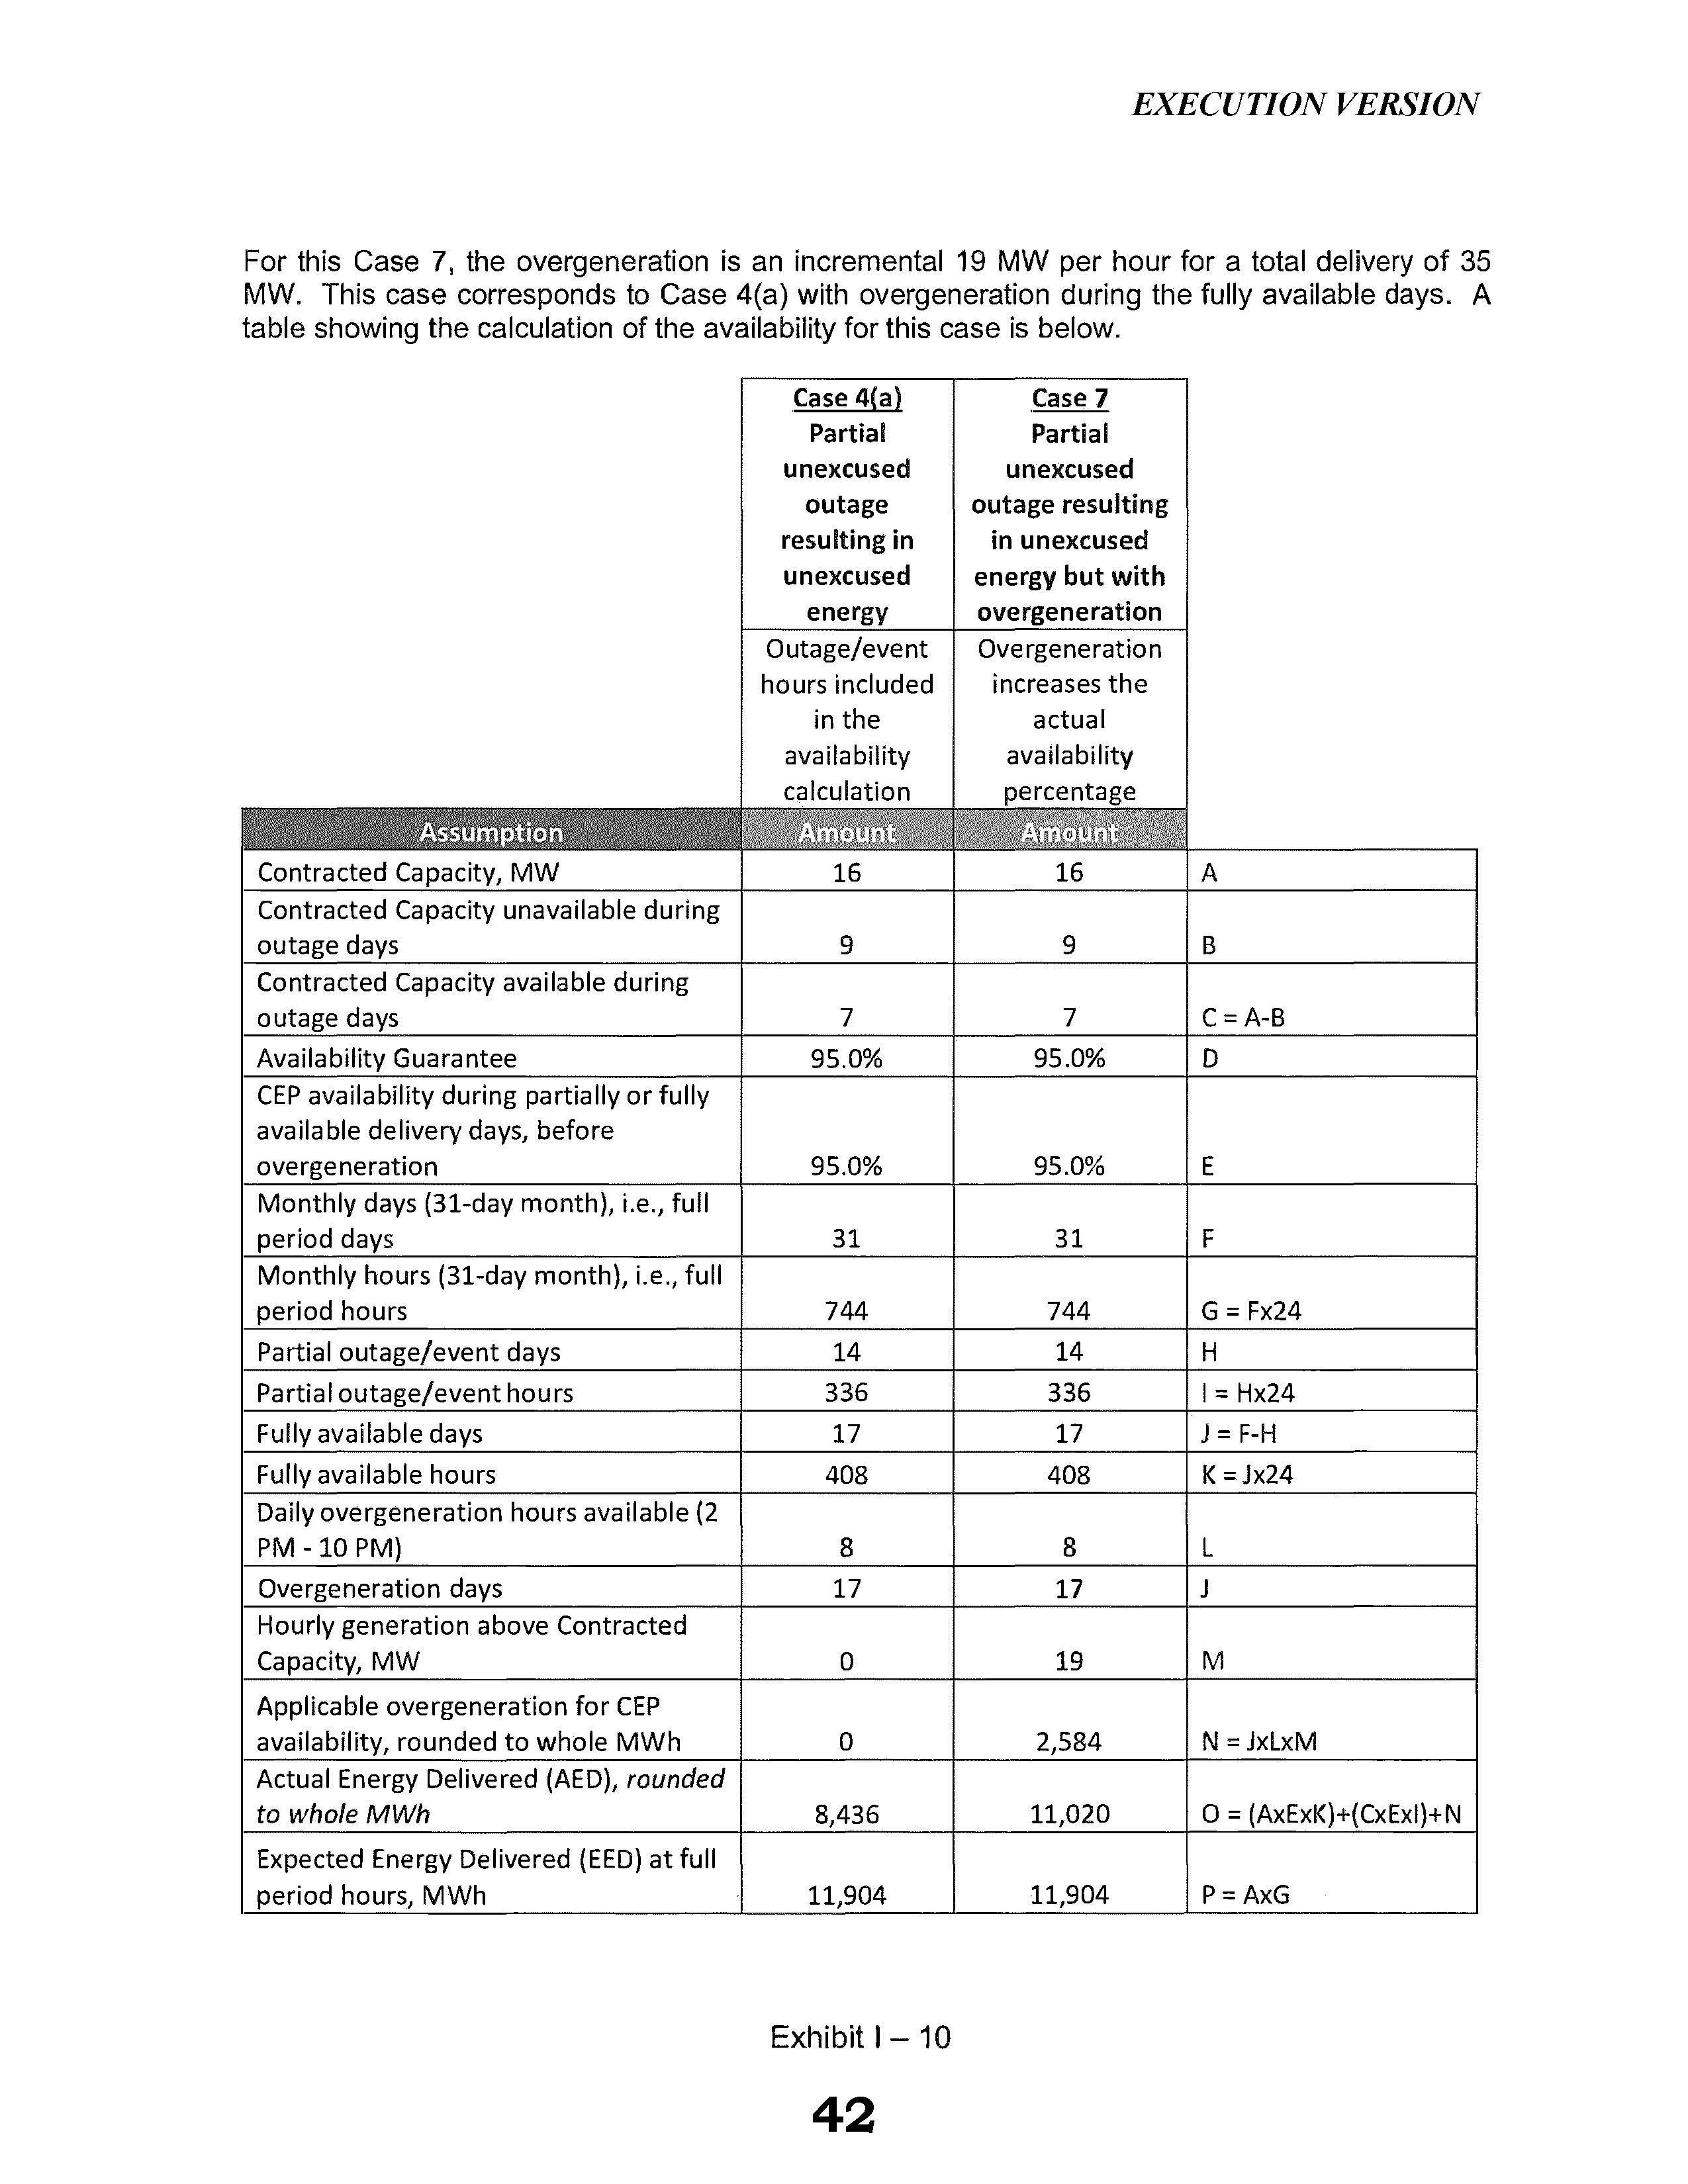 EXECUTION VERSION
For this Case 7, the overgeneration is an incremental 19 MW per hour for a total delivery of 35
MW. This case corresponds to Case 4(a) with overgeneration during the fully available days. A
table showing the calculation of the availability for this case is below.
Case 4(a)
Partial
unexcused
outage
resulting in
unexcused
energy
Case 7
Partial
unexcused
outage resulting
in unexcused
energy but with
overgeneration
Outage/event
hours included
in the
availability
calculation
Overgeneration
increases the
actual
availability
percentage
Assumption Amount Amount
Contracted Capacity, MW 16 16 A
Contracted Capacity unavailable during
outage days 9 9 B
Contracted Capacity available during
outage days 7 7 C = A-B
Availability Guarantee 95.0% 95.0% D
CEP availability during partially or fully
available delivery days, before
overgeneration 95.0% 95.0% E
Monthly days (31-day month), i.e., full
period days 31 31 F
Monthly hours (31-day month), i.e., full
period hours 744 744 G = Fx24
Partial outage/event days 14 14 H
Partial outage/event hours 336 336 I = Hx24
Fully available days 17 17 J = F-H
Fully available hours 408 408 K = Jx24
Daily overgeneration hours available (2
PM - 10 PM) 8 8 L
Overgeneration days 17 17 J
Hourly generation above Contracted
Capacity, MW 0 19 M
Applicable overgeneration for CEP
availability, rounded to whole MWh 0 2,584 N = JxLxM
Actual Energy Delivered (AED), rounded
to whole MWh 8,436 11,020 O = (AxExK)+(CxExI)+N
Expected Energy Delivered (EED) at full
period hours, MWh 11,904 11,904 P = AxG
Exhibit I – 10
42